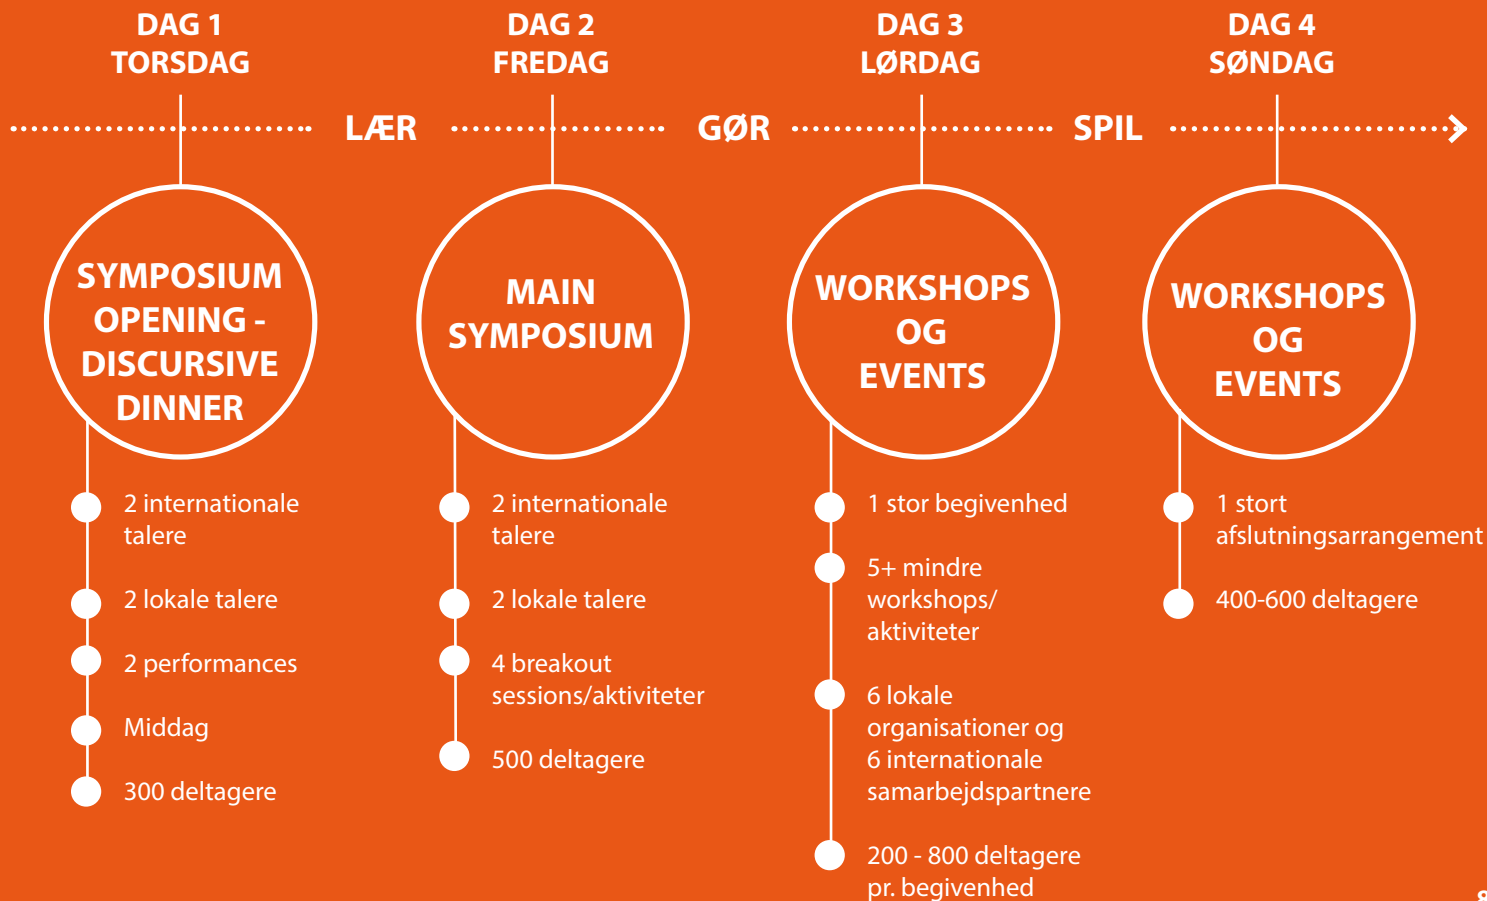 DAG 1
TORSDAG
DAG 2
FREDAG
DAG 3
LØRDAG
DAG 4
SØNDAG
LÆR
GØR
SPIL
SYMPOSIUM
OPENING -
DISCURSIVE
DINNER
2 internationale
talere
2 lokale talere
2 performances
Middag
300 deltagere
MAIN
SYMPOSIUM
2 internationale
talere
2 lokale talere
4 breakout
sessions/aktiviteter
500 deltagere
WORKSHOPS
OG
EVENTS
1 stor begivenhed
5+ mindre
workshops/
aktiviteter
6 lokale
organisationer og
6 internationale
samarbejdspartnere
200 - 800 deltagere
pr. begivenhed
WORKSHOPS
OG
EVENTS
1 stort
afslutningsarrangement
400-600 deltagere